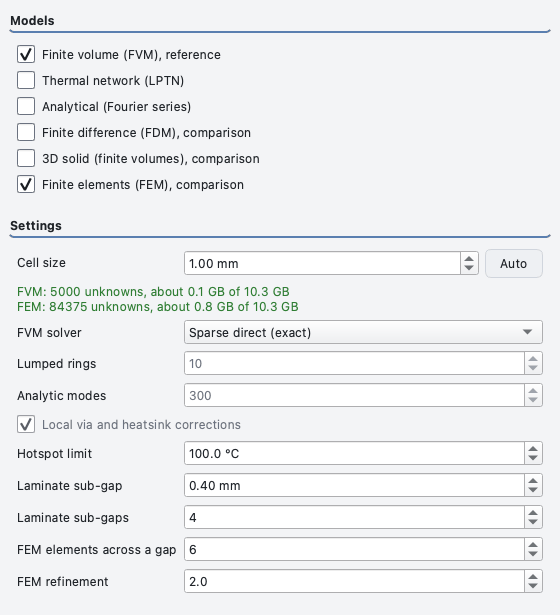 Models
Finite volume (FVM), reference
Thermal network (LPTN)
Analytical (Fourier series)
Finite difference (FDM), comparison
3D solid (finite volumes), comparison
Finite elements (FEM), comparison
Settings
Cell size 1.00 mm Auto
FVM: 5000 unknowns, about 0.1 GB of 10.3 GB
FEM: 84375 unknowns, about 0.8 GB of 10.3 GB
FVM solver Sparse direct (exact)
Lumped rings 10
Analytic modes 300
Local via and heatsink corrections
Hotspot limit 100.0 °C
Laminate sub-gap 0.40 mm
Laminate sub-gaps 4
FEM elements across a gap 6
FEM refinement 2.0